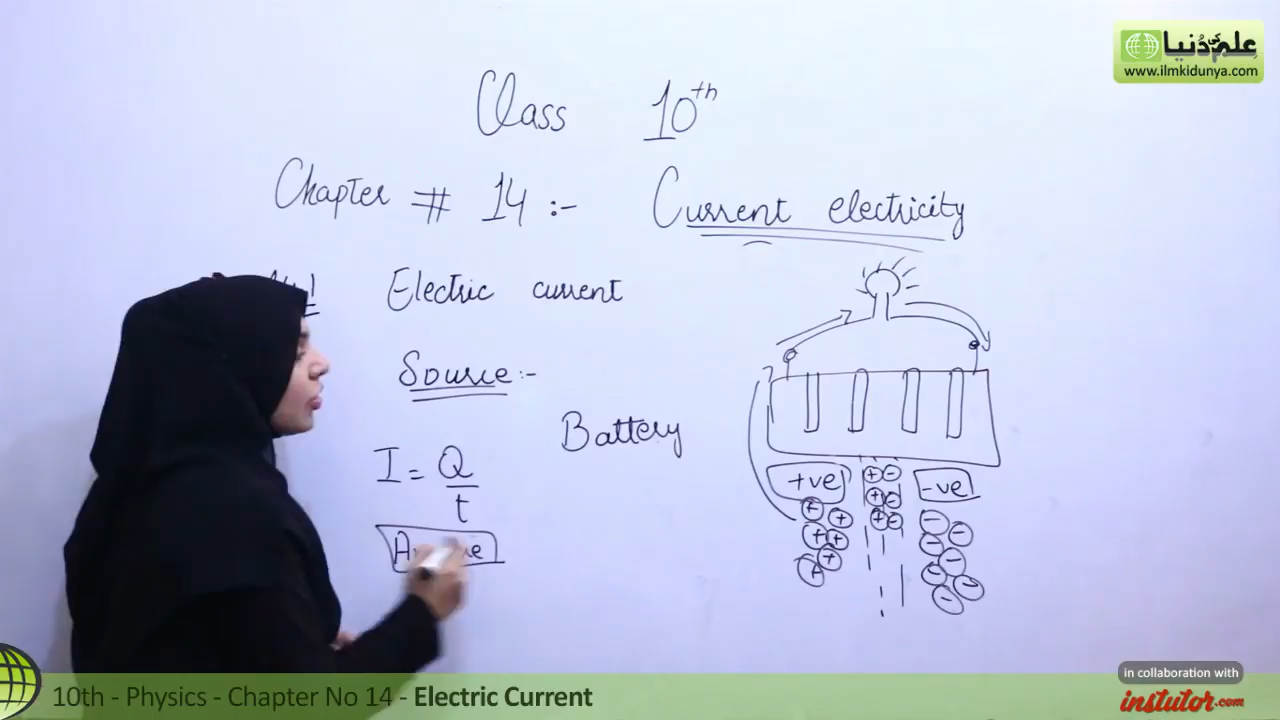 علم کی دنیا
www.ilmkidunya.com
Class 10th
Chapter # 14 :- Current electricity
Electric current
Source:-
Battery
I = Q
t
+ve -ve
10th - Physics - Chapter No 14 - Electric Current
in collaboration with
instutor.com